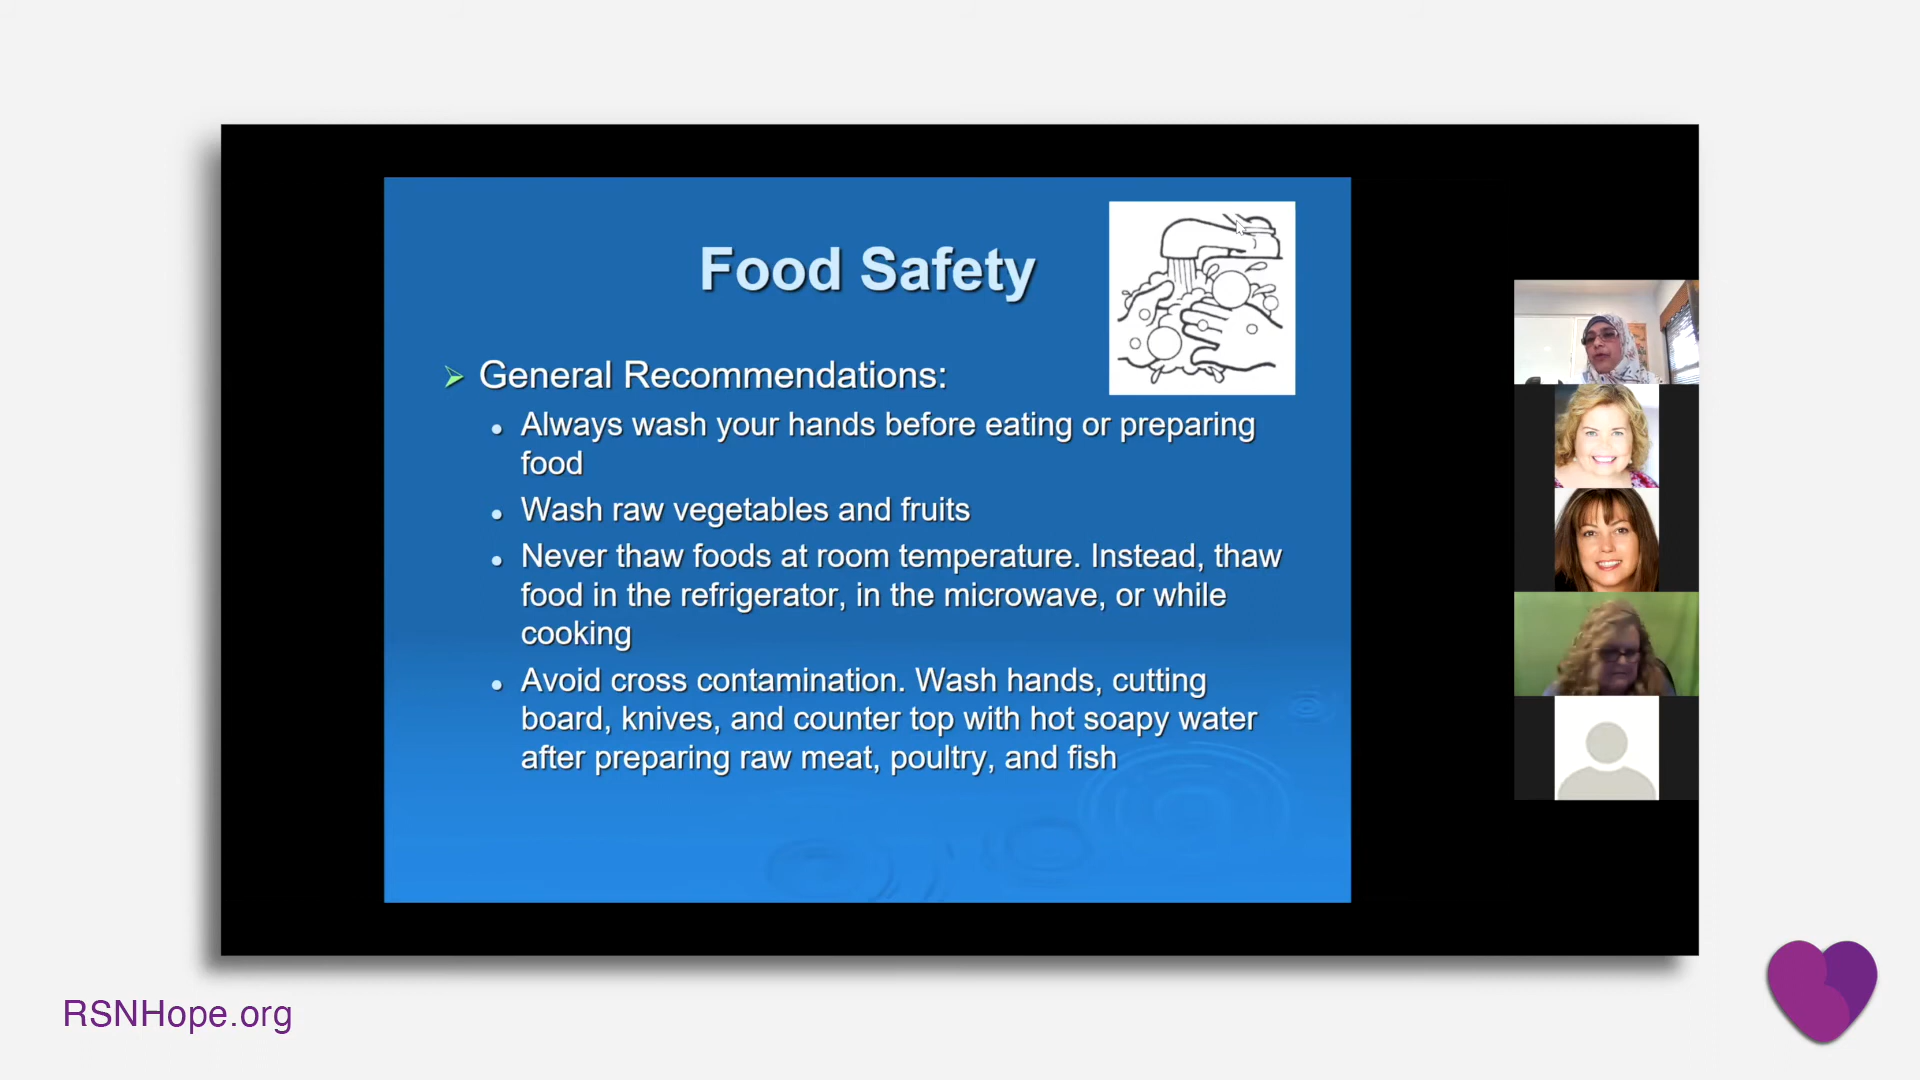 Food Safety
General Recommendations:
Always wash your hands before eating or preparing
food
Wash raw vegetables and fruits
Never thaw foods at room temperature. Instead, thaw
food in the refrigerator, in the microwave, or while
cooking
Avoid cross contamination. Wash hands, cutting
board, knives, and counter top with hot soapy water
after preparing raw meat, poultry, and fish
RSNHope.org